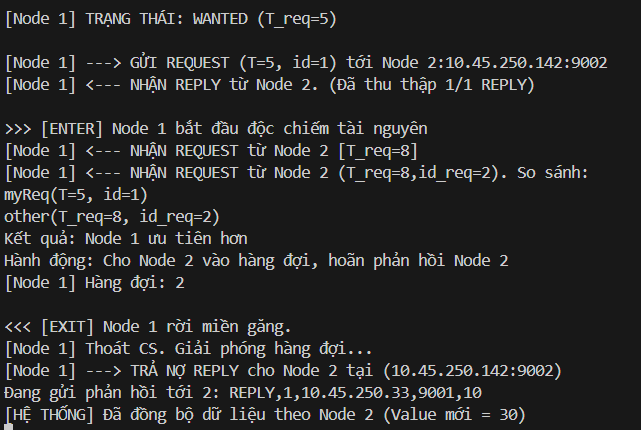 [Node 1] TRẠNG THÁI: WANTED (T_req=5)
[Node 1] ---> GỬI REQUEST (T=5, id=1) tới Node 2:10.45.250.142:9002
[Node 1] <--- NHẬN REPLY từ Node 2. (Đã thu thập 1/1 REPLY)
>>> [ENTER] Node 1 bắt đầu độc chiếm tài nguyên
[Node 1] <--- NHẬN REQUEST từ Node 2 [T_req=8]
[Node 1] <--- NHẬN REQUEST từ Node 2 (T_req=8,id_req=2). So sánh:
myReq(T=5, id=1)
other(T_req=8, id_req=2)
Kết quả: Node 1 ưu tiên hơn
Hành động: Cho Node 2 vào hàng đợi, hoãn phản hồi Node 2
[Node 1] Hàng đợi: 2
<<< [EXIT] Node 1 rời miền găng.
[Node 1] Thoát CS. Giải phóng hàng đợi...
[Node 1] ---> TRẢ NỢ REPLY cho Node 2 tại (10.45.250.142:9002)
Đang gửi phản hồi tới 2: REPLY,1,10.45.250.33,9001,10
[HỆ THỐNG] Đã đồng bộ dữ liệu theo Node 2 (Value mới = 30)